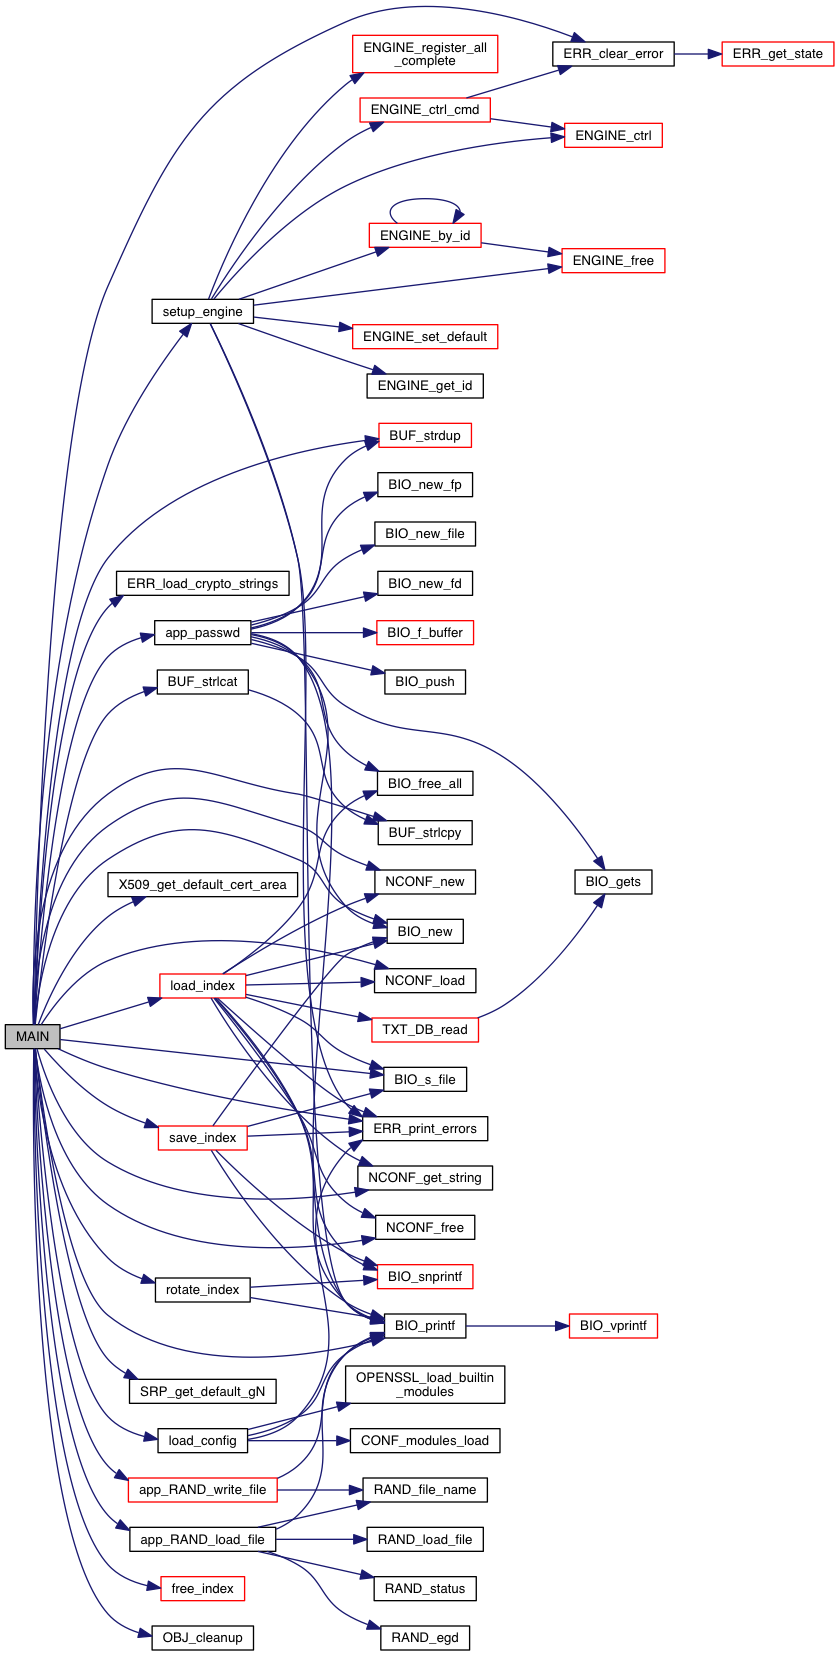 ENGINE_register_all
_complete
ERR_clear_error
ERR_get_state
ENGINE_ctrl_cmd
ENGINE_ctrl
ENGINE_by_id
ENGINE_free
setup_engine
ENGINE_set_default
ENGINE_get_id
BUF_strdup
BIO_new_fp
BIO_new_file
ERR_load_crypto_strings
BIO_new_fd
app_passwd
BIO_f_buffer
BUF_strlcat
BIO_push
BIO_free_all
BUF_strlcpy
X509_get_default_cert_area
NCONF_new
BIO_gets
BIO_new
load_index
NCONF_load
MAIN
TXT_DB_read
BIO_s_file
save_index
ERR_print_errors
NCONF_get_string
NCONF_free
rotate_index
BIO_snprintf
BIO_printf
BIO_vprintf
SRP_get_default_gN
OPENSSL_load_builtin
_modules
load_config
CONF_modules_load
app_RAND_write_file
RAND_file_name
app_RAND_load_file
RAND_load_file
free_index
RAND_status
OBJ_cleanup
RAND_egd